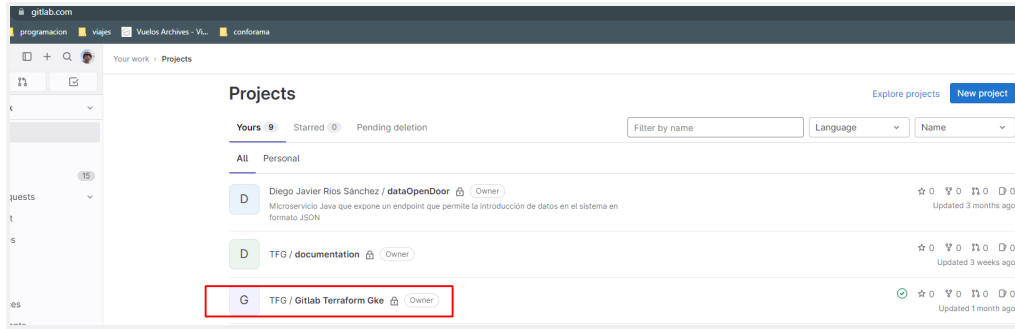 gitlab.com
programacion viajes Vuelos Archives - Vi... conforama
Your work > Projects
Projects
Explore projects New project
Yours 9 Starred 0 Pending deletion
Filter by name Language Name
All Personal
15
D Diego Javier Rios Sánchez / dataOpenDoor Owner 0 0 0 0
Microservicio Java que expone un endpoint que permite la introducción de datos en el sistema en
formato JSON
Updated 3 months ago
D TFG / documentation Owner 0 0 0 0
Updated 3 weeks ago
G TFG / Gitlab Terraform Gke Owner 0 0 0 0
Updated 1 month ago